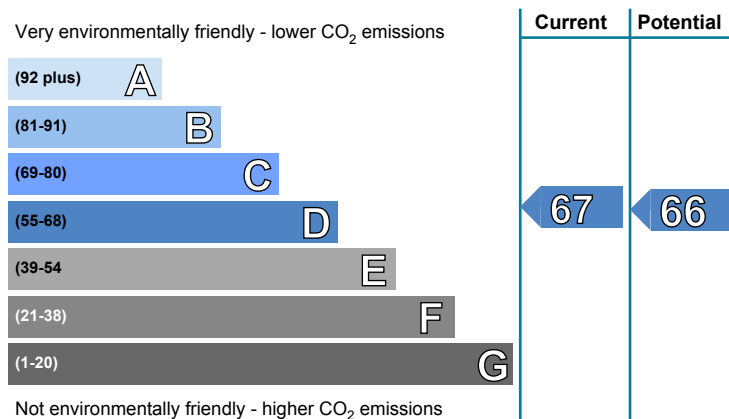 Current Potential
Very environmentally friendly - lower CO2 emissions
(92 plus) A
(81-91) B
(69-80) C
(55-68) D
67 66
(39-54 E
(21-38) F
(1-20) G
Not environmentally friendly - higher CO2 emissions